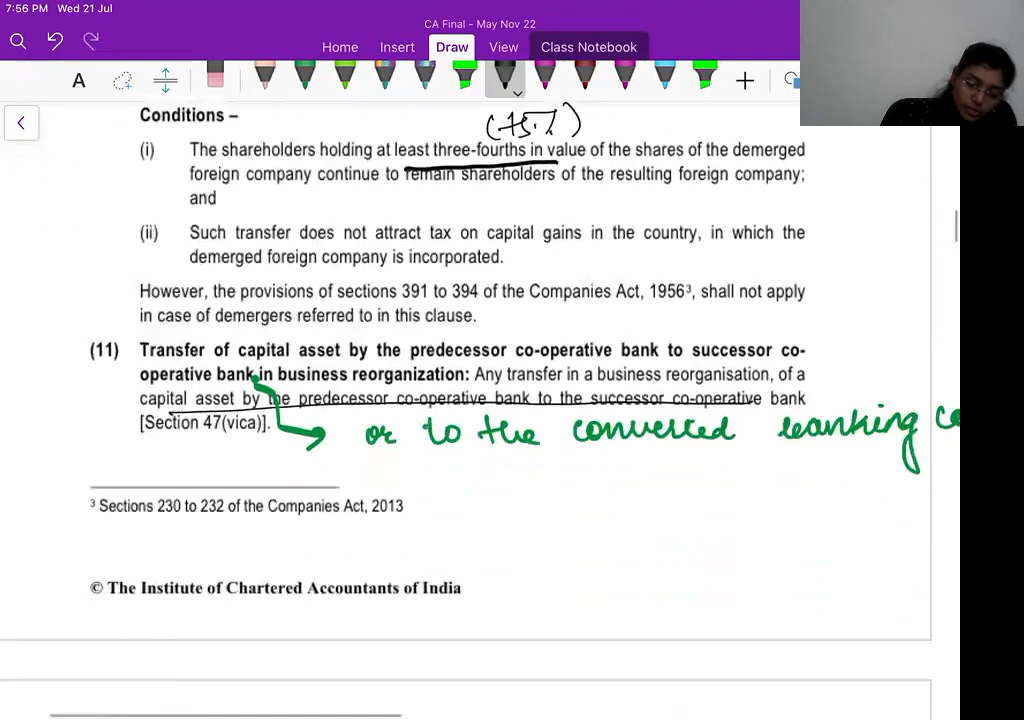 7:56 PM Wed 21 Jul
CA Final - May Nov 22
Home Insert Draw View Class Notebook
A
Conditions –
(75%)
(i) The shareholders holding at least three-fourths in value of the shares of the demerged
foreign company continue to remain shareholders of the resulting foreign company;
and
(ii) Such transfer does not attract tax on capital gains in the country, in which the
demerged foreign company is incorporated.
However, the provisions of sections 391 to 394 of the Companies Act, 1956³, shall not apply
in case of demergers referred to in this clause.
(11) Transfer of capital asset by the predecessor co-operative bank to successor co-
operative bank in business reorganization: Any transfer in a business reorganisation, of a
capital asset by the predecessor co-operative bank to the successor co-operative bank
[Section 47(vica)].
or to the converted banking co
³ Sections 230 to 232 of the Companies Act, 2013
© The Institute of Chartered Accountants of India